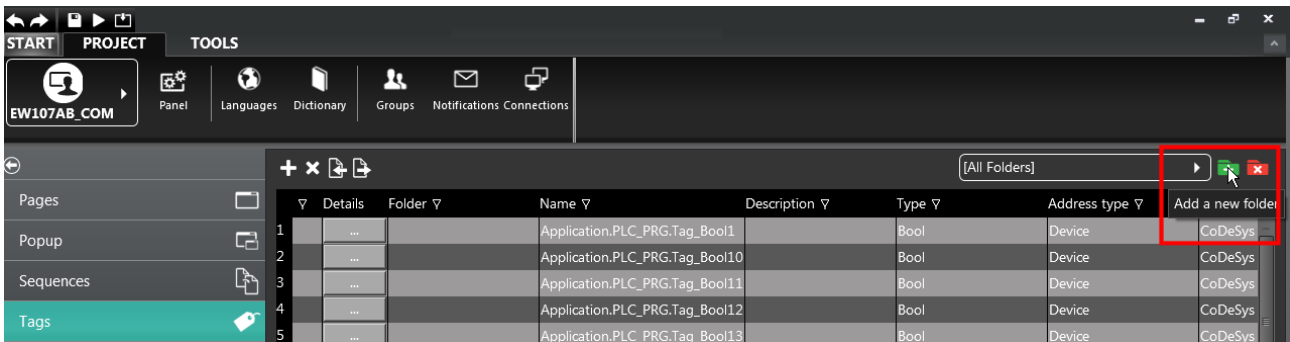 START PROJECT TOOLS
EW107AB_COM
Panel Languages Dictionary Groups Notifications Connections
[All Folders]
Add a new folder
Pages
Popup
Sequences
Tags
Details Folder Name Description Type Address type
1 ... Application.PLC_PRG.Tag_Bool1 Bool Device CoDeSys
2 ... Application.PLC_PRG.Tag_Bool10 Bool Device CoDeSys
3 ... Application.PLC_PRG.Tag_Bool11 Bool Device CoDeSys
4 ... Application.PLC_PRG.Tag_Bool12 Bool Device CoDeSys
5 ... Application.PLC_PRG.Tag_Bool13 Bool Device CoDeSys